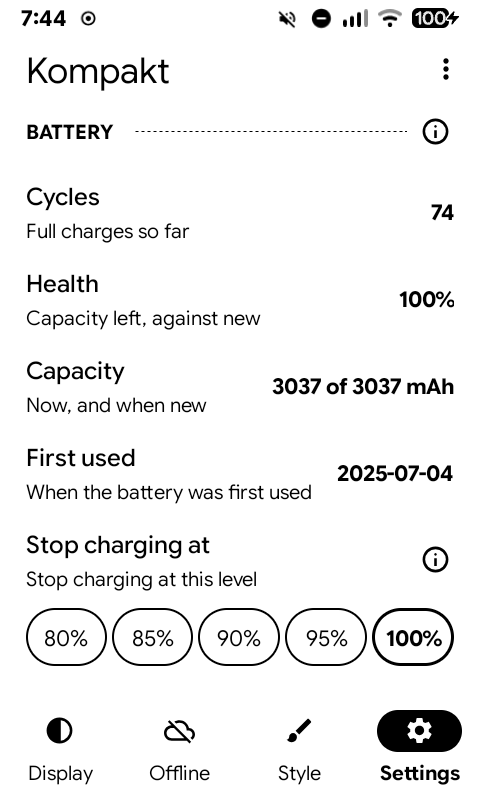 7:44
100
Kompakt
BATTERY
Cycles
Full charges so far
74
Health
Capacity left, against new
100%
Capacity
Now, and when new
3037 of 3037 mAh
First used
When the battery was first used
2025-07-04
Stop charging at
Stop charging at this level
80% 85% 90% 95% 100%
Display Offline Style Settings